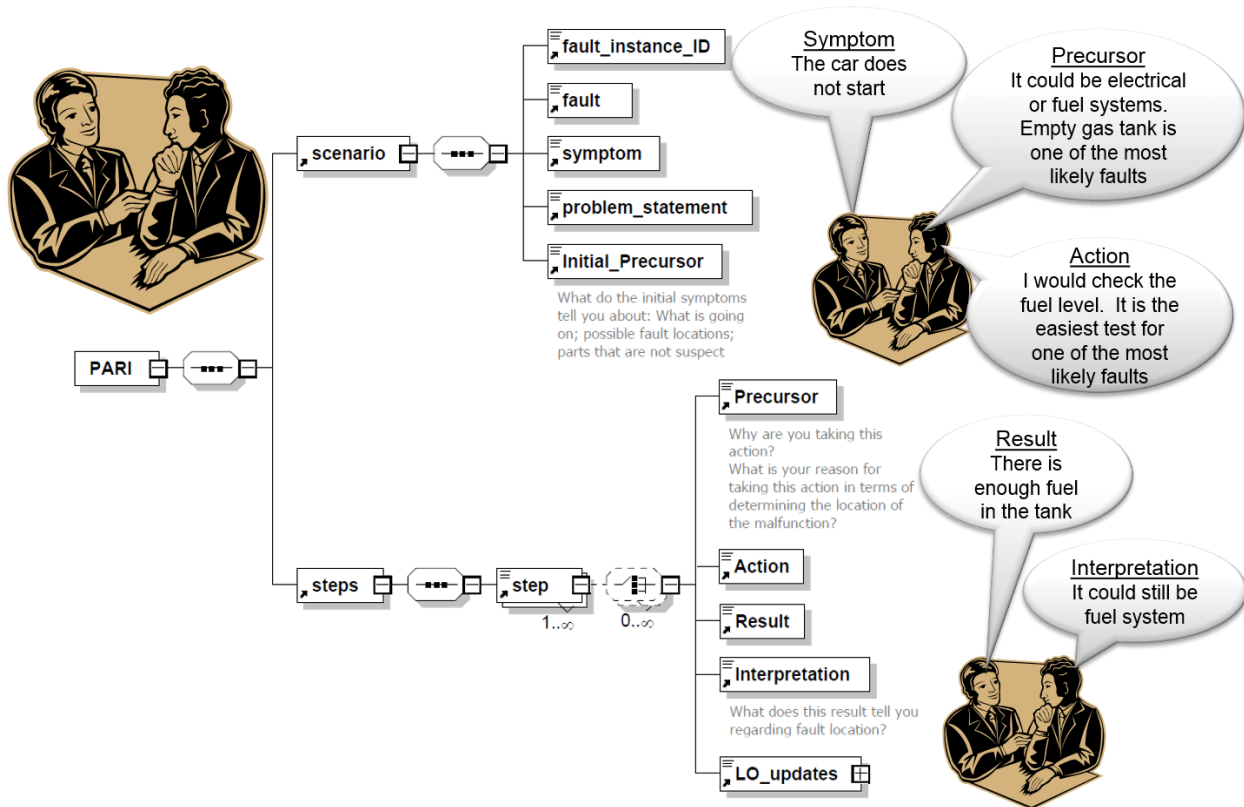 fault_instance_ID
fault
scenario
symptom
problem_statement
Initial_Precursor
What do the initial symptoms
tell you about: What is going
on; possible fault locations;
parts that are not suspect
Symptom
The car does
not start
Precursor
It could be electrical
or fuel systems.
Empty gas tank is
one of the most
likely faults
Action
I would check the
fuel level.  It is the
easiest test for
one of the most
likely faults
PARI
Precursor
Why are you taking this
action?
What is your reason for
taking this action in terms of
determining the location of
the malfunction?
steps
step
1..∞
0..∞
Action
Result
Interpretation
What does this result tell you
regarding fault location?
LO_updates
Result
There is
enough fuel
in the tank
Interpretation
It could still be
fuel system